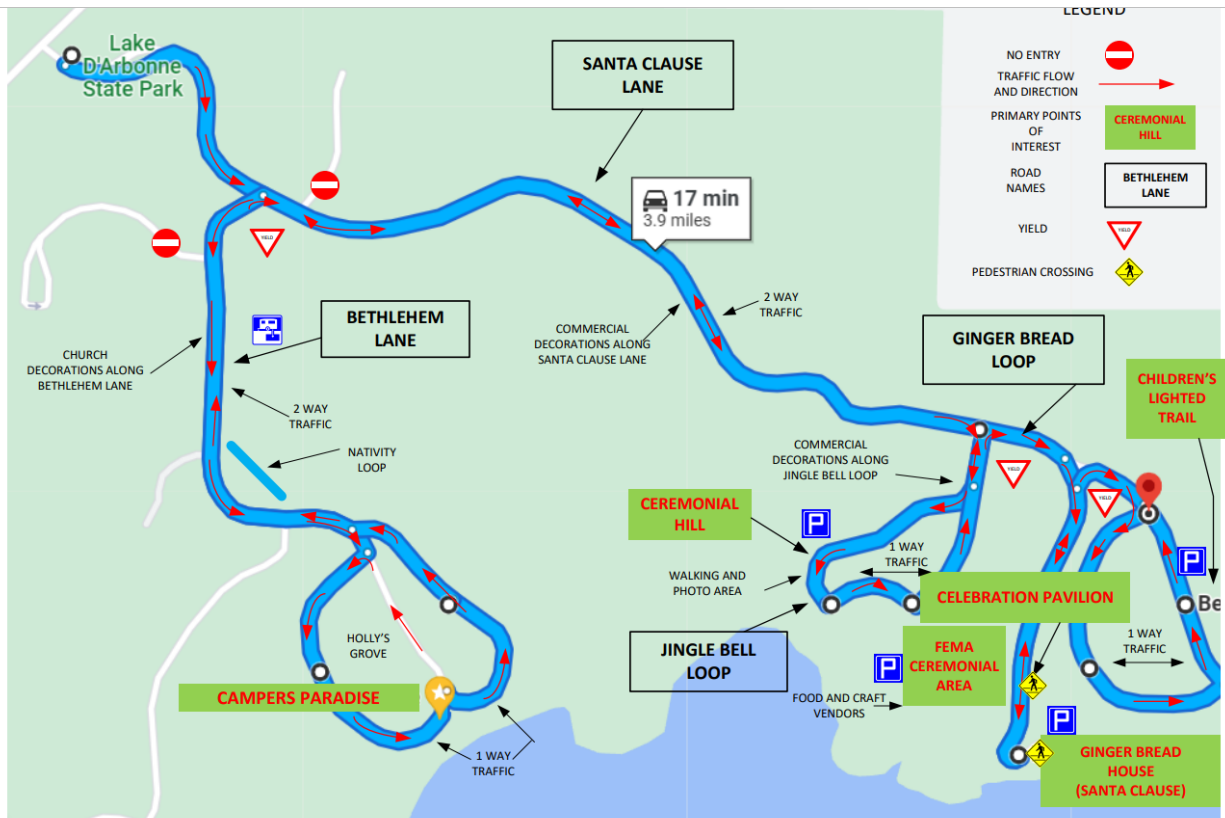 LEGEND
NO ENTRY
TRAFFIC FLOW
AND DIRECTION
PRIMARY POINTS
OF
INTEREST
CEREMONIAL
HILL
ROAD
NAMES
BETHLEHEM
LANE
YIELD
YIELD
PEDESTRIAN CROSSING
Lake
D'Arbonne
State Park
SANTA CLAUSE
LANE
17 min
3.9 miles
YIELD
BETHLEHEM
LANE
CHURCH
DECORATIONS ALONG
BETHLEHEM LANE
2 WAY
TRAFFIC
NATIVITY
LOOP
COMMERCIAL
DECORATIONS ALONG
SANTA CLAUSE LANE
2 WAY
TRAFFIC
GINGER BREAD
LOOP
CHILDREN'S
LIGHTED
TRAIL
COMMERCIAL
DECORATIONS ALONG
JINGLE BELL LOOP
YIELD
YIELD
CEREMONIAL
HILL
P
WALKING AND
PHOTO AREA
1 WAY
TRAFFIC
P
Be
CELEBRATION PAVILION
JINGLE BELL
LOOP
P
FEMA
CEREMONIAL
AREA
FOOD AND CRAFT
VENDORS
1 WAY
TRAFFIC
P
GINGER BREAD
HOUSE
(SANTA CLAUSE)
HOLLY'S
GROVE
CAMPERS PARADISE
1 WAY
TRAFFIC